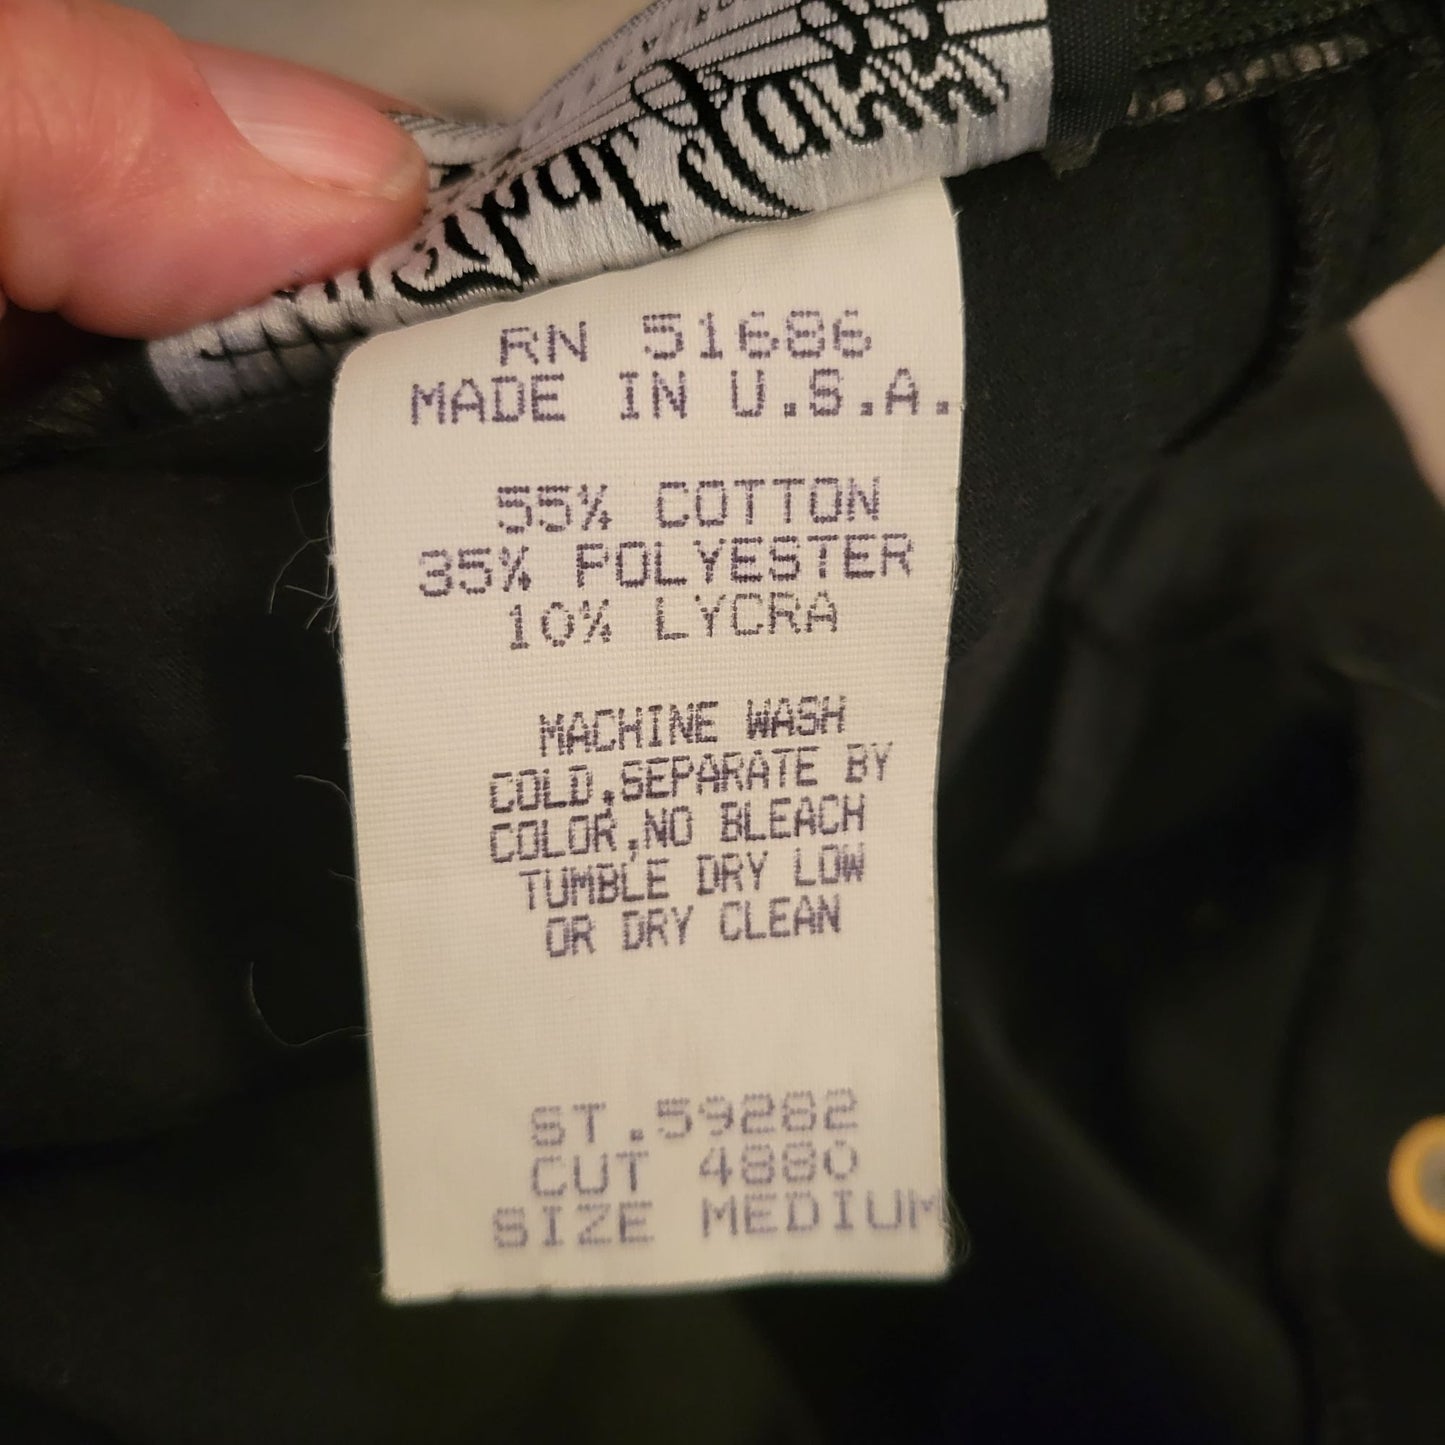 RN 51686
MADE IN U.S.A.
55% COTTON
35% POLYESTER
10% LYCRA
MACHINE WASH
COLD,SEPARATE BY
COLOR,NO BLEACH
TUMBLE DRY LOW
OR DRY CLEAN
ST.59282
CUT 4880
SIZE MEDIUM